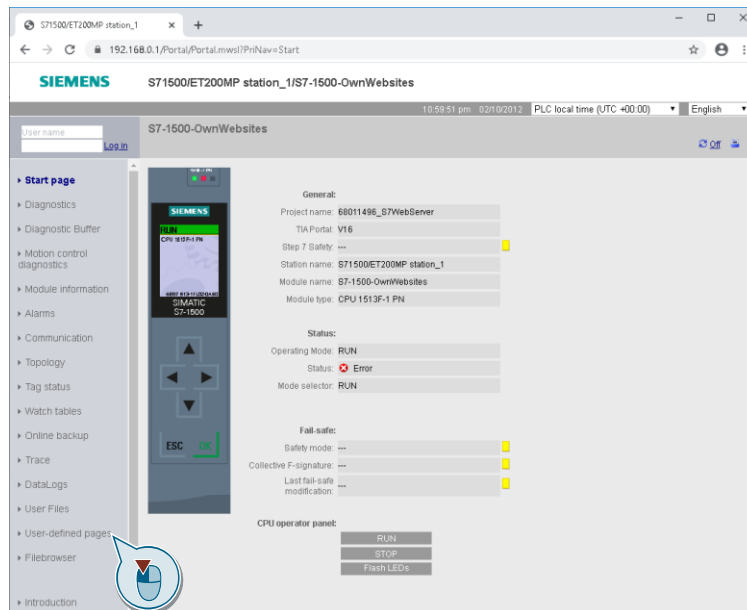 S71500/ET200MP station_1
192.168.0.1/Portal/Portal.mwsl?PriNav=Start
SIEMENS
S71500/ET200MP station_1/S7-1500-OwnWebsites
10:59:51 pm 02/10/2012 PLC local time (UTC +00:00) English
User name
Log in
S7-1500-OwnWebsites
Off
Start page
Diagnostics
Diagnostic Buffer
Motion control
diagnostics
Module information
Alarms
Communication
Topology
Tag status
Watch tables
Online backup
Trace
DataLogs
User Files
User-defined pages
Filebrowser
Introduction
SIEMENS
RUN
CPU 1513F-1 PN
SIMATIC
S7-1500
ESC OK
General:
Project name: 68011496_S7WebServer
TIA Portal: V16
Step 7 Safety: ---
Station name: S71500/ET200MP station_1
Module name: S7-1500-OwnWebsites
Module type: CPU 1513F-1 PN
Status:
Operating Mode: RUN
Status: Error
Mode selector: RUN
Fail-safe:
Safety mode: ---
Collective F-signature: ---
Last fail-safe
modification: ---
CPU operator panel:
RUN
STOP
Flash LEDs